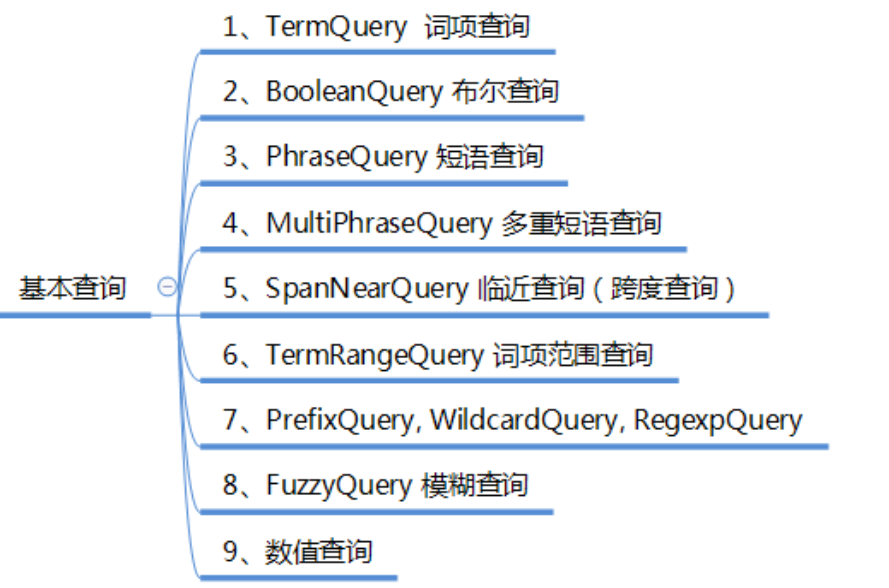 1、TermQuery 词项查询
2、BooleanQuery 布尔查询
3、PhraseQuery 短语查询
4、MultiPhraseQuery 多重短语查询
基本查询
5、SpanNearQuery 临近查询（跨度查询）
6、TermRangeQuery 词项范围查询
7、PrefixQuery, WildcardQuery, RegexpQuery
8、FuzzyQuery 模糊查询
9、数值查询